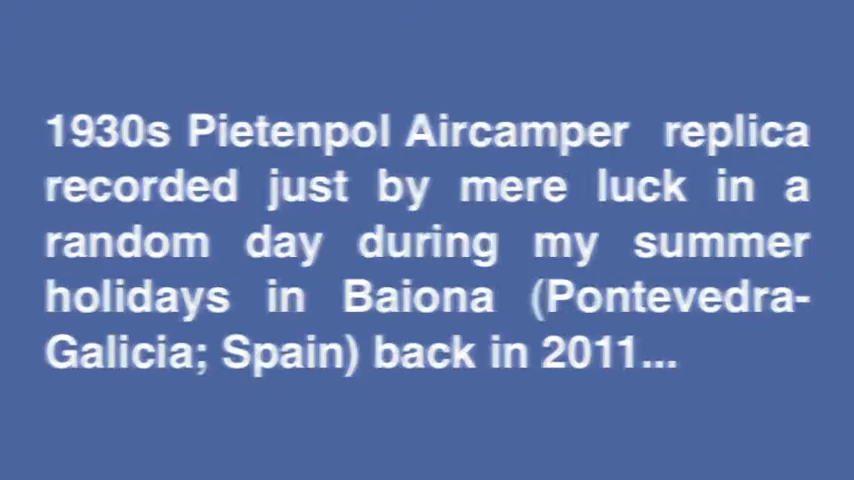 1930s Pietenpol Aircamper replica
recorded just by mere luck in a
random day during my summer
holidays in Baiona (Pontevedra-
Galicia; Spain) back in 2011...